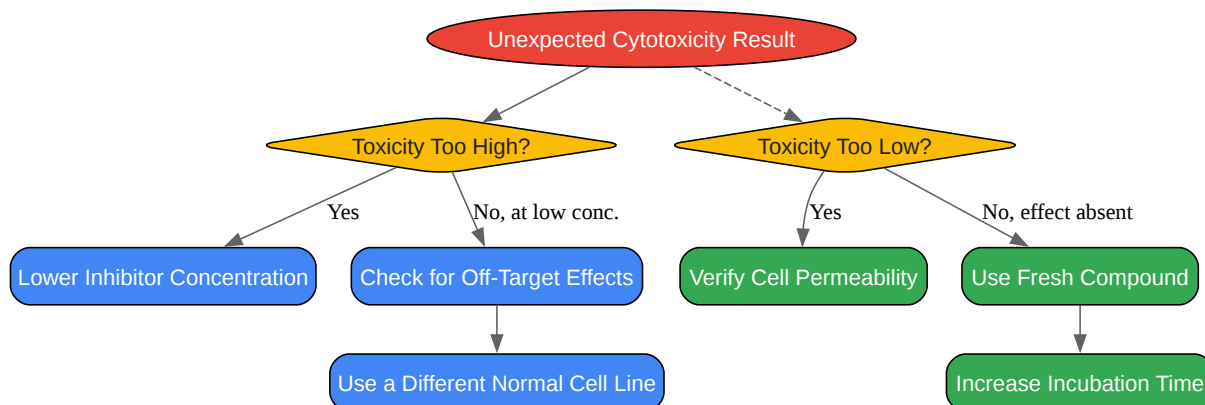 Unexpected Cytotoxicity Result
Toxicity Too High?
Toxicity Too Low?
Yes
No, at low conc.
Yes
No, effect absent
Lower Inhibitor Concentration
Check for Off-Target Effects
Verify Cell Permeability
Use Fresh Compound
Use a Different Normal Cell Line
Increase Incubation Time